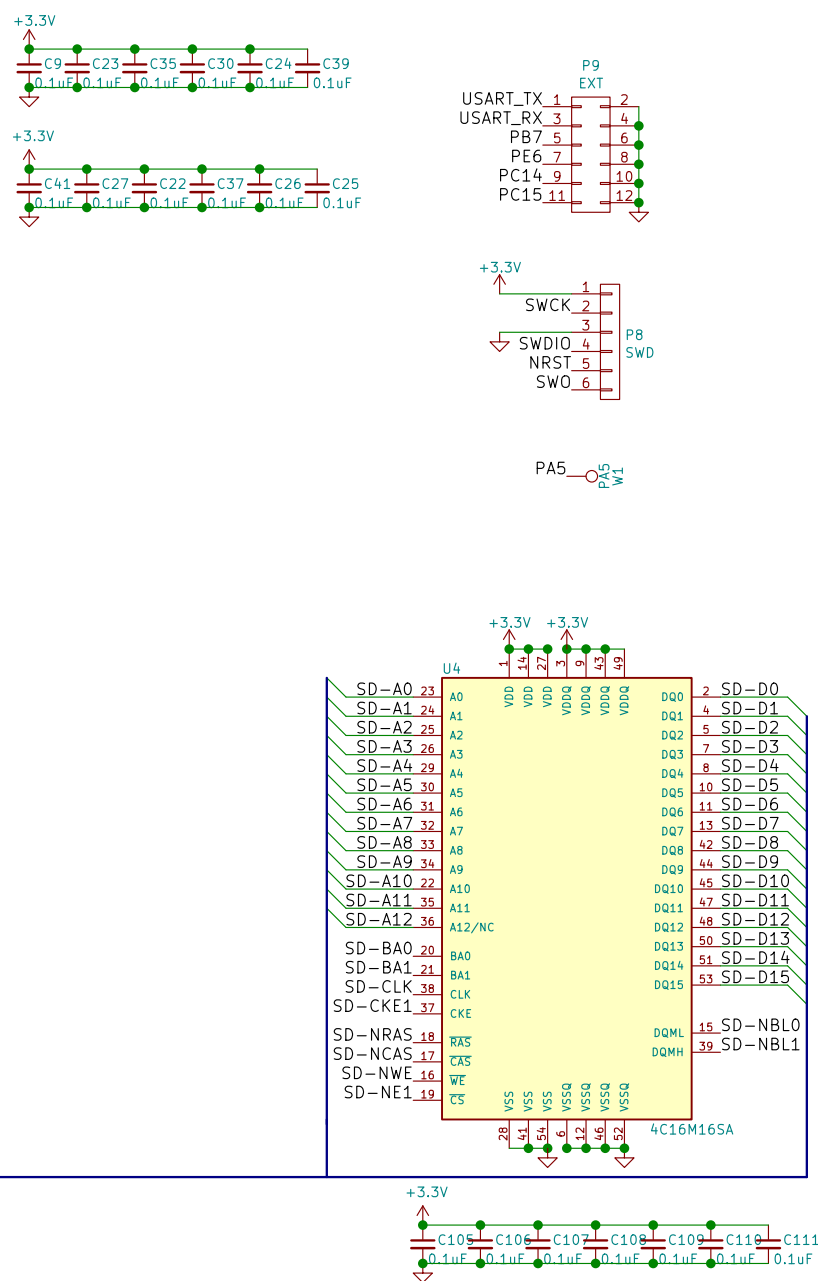 +3.3V
C9 C23 C35 C30 C24 C39
0.1uF 0.1uF 0.1uF 0.1uF 0.1uF 0.1uF
+3.3V
C41 C27 C22 C37 C26 C25
0.1uF 0.1uF 0.1uF 0.1uF 0.1uF 0.1uF
P9
EXT
USART_TX 1 2
USART_RX 3 4
PB7 5 6
PE6 7 8
PC14 9 10
PC15 11 12
+3.3V
1
SWCK 2
3
SWDIO 4
NRST 5
SWO 6
P8
SWD
PA5
PA5
W1
+3.3V +3.3V
U4
1 14 27 3 9 43 49
VDD VDD VDD VDDQ VDDQ VDDQ VDDQ
SD-A0 23 A0 DQ0 2 SD-D0
SD-A1 24 A1 DQ1 4 SD-D1
SD-A2 25 A2 DQ2 5 SD-D2
SD-A3 26 A3 DQ3 7 SD-D3
SD-A4 29 A4 DQ4 8 SD-D4
SD-A5 30 A5 DQ5 10 SD-D5
SD-A6 31 A6 DQ6 11 SD-D6
SD-A7 32 A7 DQ7 13 SD-D7
SD-A8 33 A8 DQ8 42 SD-D8
SD-A9 34 A9 DQ9 44 SD-D9
SD-A10 22 A10 DQ10 45 SD-D10
SD-A11 35 A11 DQ11 47 SD-D11
SD-A12 36 A12/NC DQ12 48 SD-D12
DQ13 50 SD-D13
SD-BA0 20 BA0 DQ14 51 SD-D14
SD-BA1 21 BA1 DQ15 53 SD-D15
SD-CLK 38 CLK
SD-CKE1 37 CKE
DQML 15 SD-NBL0
SD-NRAS 18 RAS DQMH 39 SD-NBL1
SD-NCAS 17 CAS
SD-NWE 16 WE
SD-NE1 19 CS
VSS VSS VSS VSSQ VSSQ VSSQ VSSQ
28 41 54 6 12 46 52
4C16M16SA
+3.3V
C105 C106 C107 C108 C109 C110 C111
0.1uF 0.1uF 0.1uF 0.1uF 0.1uF 0.1uF 0.1uF